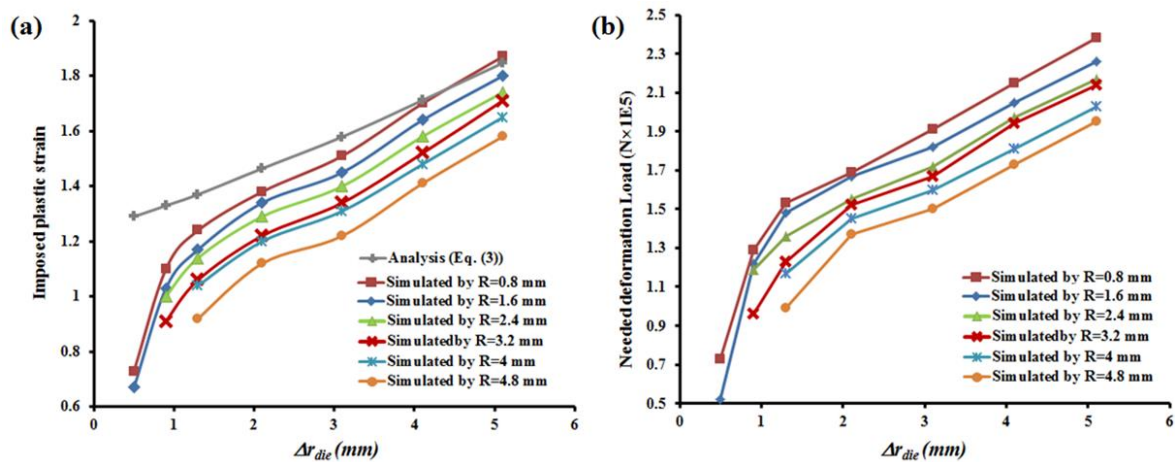 (a)
2
1.8
1.6
1.4
1.2
1
0.8
0.6
Imposed plastic strain
0 1 2 3 4 5 6
Δr_die (mm)
Analysis (Eq. (3))
Simulated by R=0.8 mm
Simulated by R=1.6 mm
Simulated by R=2.4 mm
Simulatedby R=3.2 mm
Simulated by R=4 mm
Simulated by R=4.8 mm
(b)
2.5
2.3
2.1
1.9
1.7
1.5
1.3
1.1
0.9
0.7
0.5
Needed deformation Load (N×1E5)
0 1 2 3 4 5 6
Δr_die (mm)
Simulated by R=0.8 mm
Simulated by R=1.6 mm
Simulated by R=2.4 mm
Simulated by R=3.2 mm
Simulated by R=4 mm
Simulated by R=4.8 mm